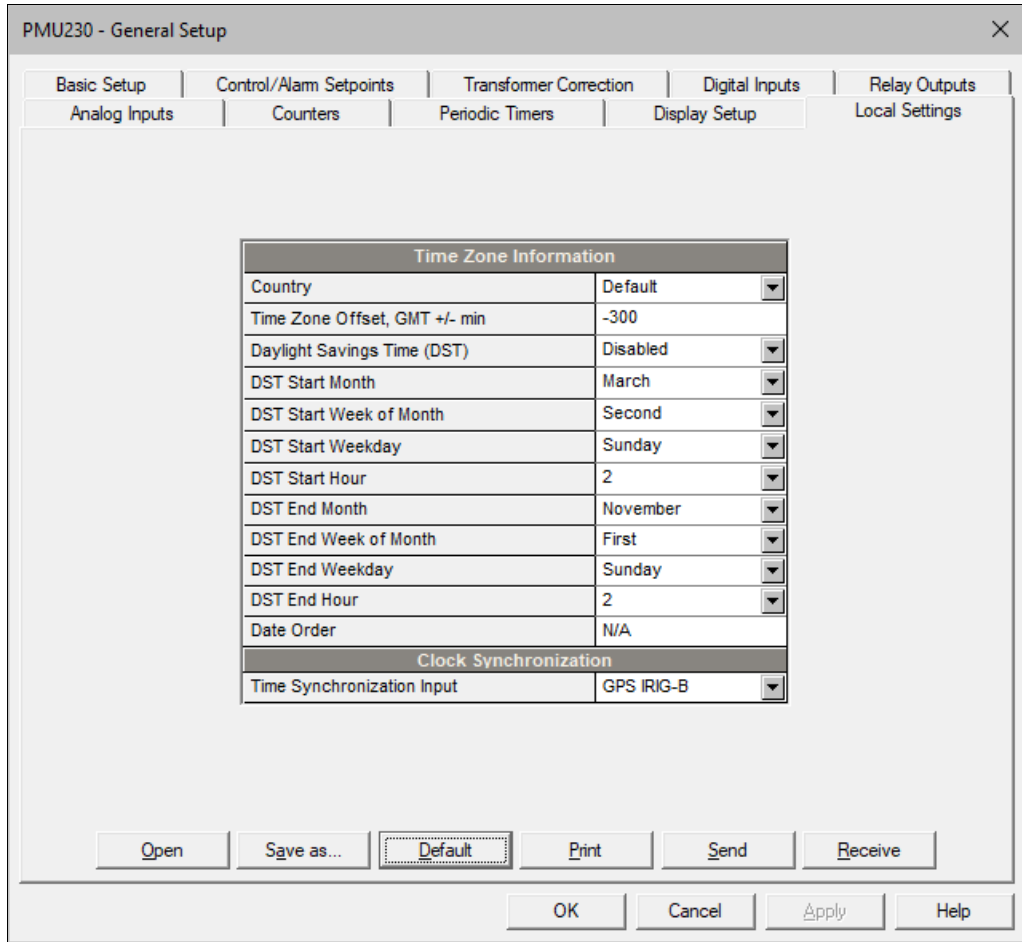 PMU230 - General Setup
Basic Setup Control/Alarm Setpoints Transformer Correction Digital Inputs Relay Outputs
Analog Inputs Counters Periodic Timers Display Setup Local Settings
Time Zone Information
Country Default
Time Zone Offset, GMT +/- min -300
Daylight Savings Time (DST) Disabled
DST Start Month March
DST Start Week of Month Second
DST Start Weekday Sunday
DST Start Hour 2
DST End Month November
DST End Week of Month First
DST End Weekday Sunday
DST End Hour 2
Date Order N/A
Clock Synchronization
Time Synchronization Input GPS IRIG-B
Open Save as... Default Print Send Receive
OK Cancel Apply Help